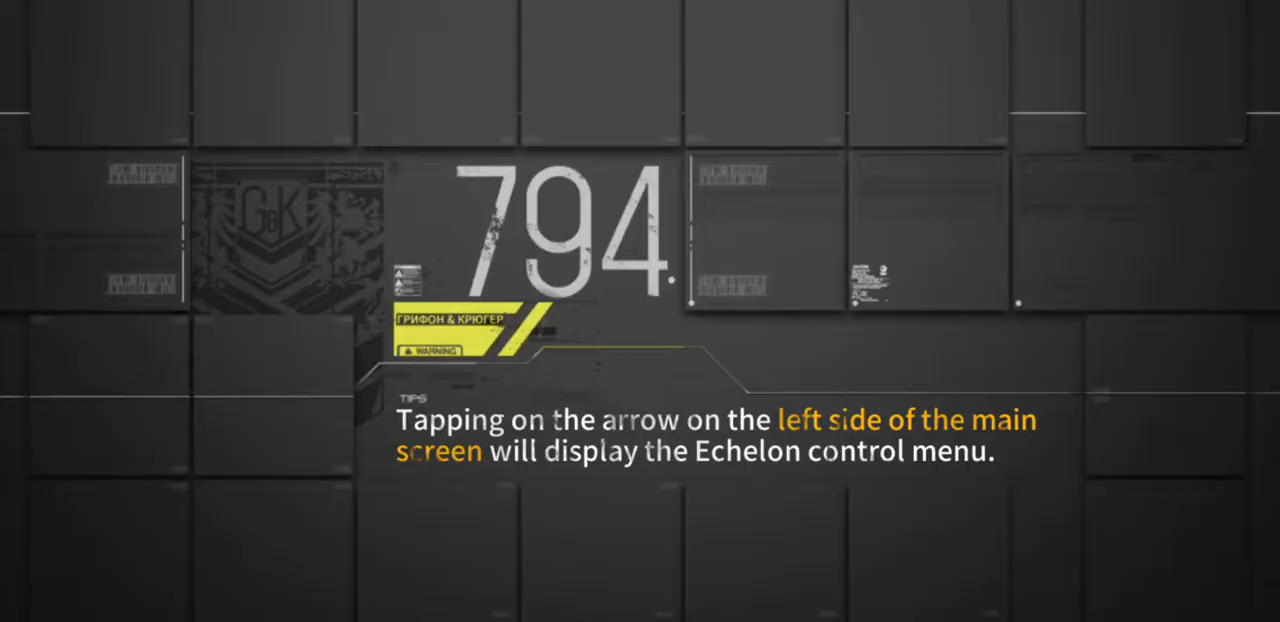 G&K
794.
ГРИФОН & КРЮГЕР
WARNING
TIPS
Tapping on the arrow on the left side of the main
screen will display the Echelon control menu.